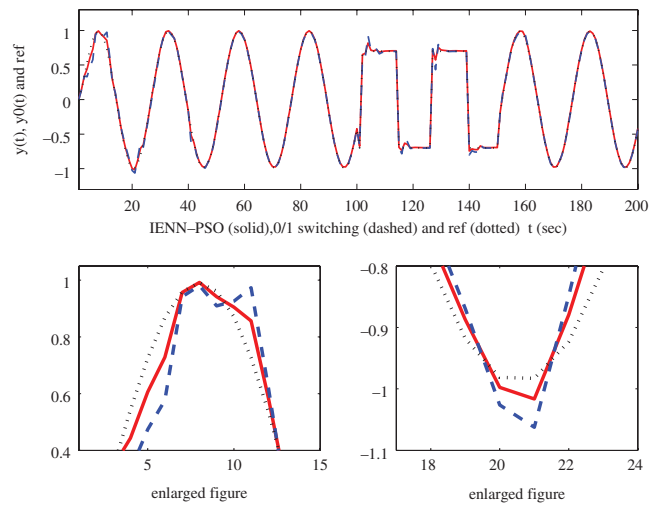 y(t), y0(t) and ref
1
0.5
0
−0.5
−1
20 40 60 80 100 120 140 160 180 200
IENN–PSO (solid),0/1 switching (dashed) and ref (dotted) t (sec)
1
0.8
0.6
0.4
5 10 15
enlarged figure
−0.8
−0.9
−1
−1.1
18 20 22 24
enlarged figure